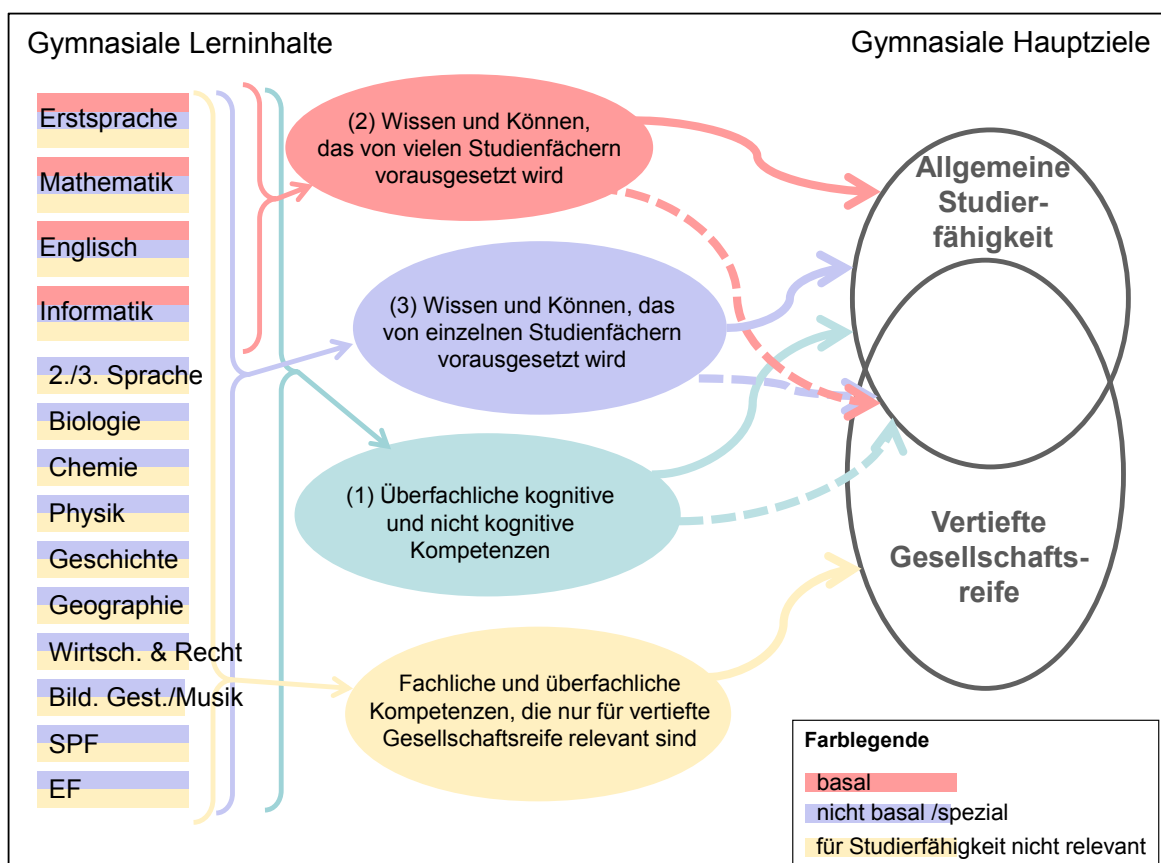 Gymnasiale Lerninhalte
Gymnasiale Hauptziele
Erstsprache
Mathematik
Englisch
Informatik
2./3. Sprache
Biologie
Chemie
Physik
Geschichte
Geographie
Wirtsch. & Recht
Bild. Gest./Musik
SPF
EF
(2) Wissen und Können,
das von vielen Studienfächern
vorausgesetzt wird
(3) Wissen und Können, das
von einzelnen Studienfächern
vorausgesetzt wird
(1) Überfachliche kognitive
und nicht kognitive
Kompetenzen
Fachliche und überfachliche
Kompetenzen, die nur für vertiefte
Gesellschaftsreife relevant sind
Allgemeine
Studier-
fähigkeit
Vertiefte
Gesellschafts-
reife
Farblegende
basal
nicht basal /spezial
für Studierfähigkeit nicht relevant